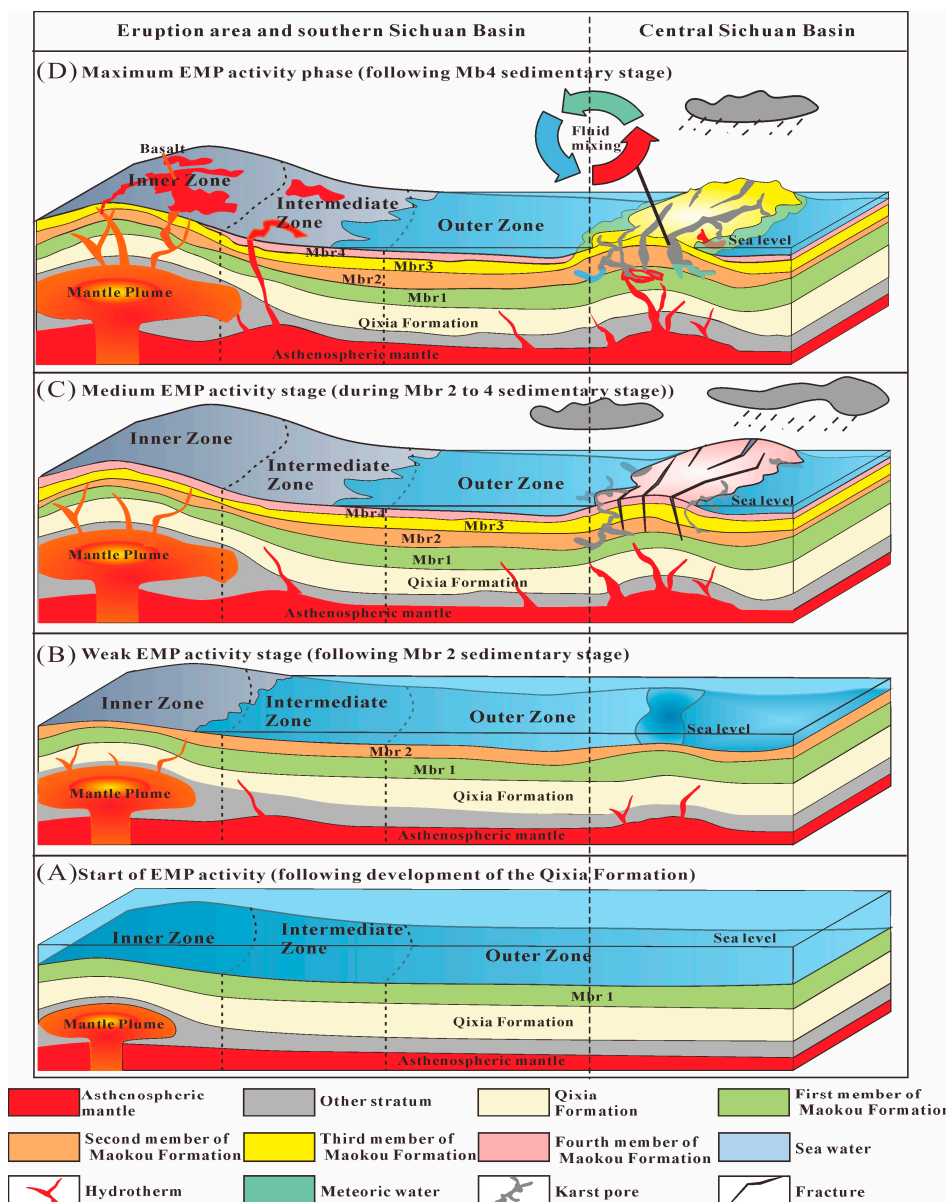 Eruption area and southern Sichuan Basin
Central Sichuan Basin
(D) Maximum EMP activity phase (following Mb4 sedimentary stage)
Fluid
mixing
Basalt
Inner Zone
Intermediate
Zone
Outer Zone
Sea level
Mbr4
Mbr3
Mbr2
Mbr1
Mantle Plume
Qixia Formation
Asthenospheric mantle
(C) Medium EMP activity stage (during Mbr 2 to 4 sedimentary stage))
Inner Zone
Intermediate
Zone
Outer Zone
Sea level
Mbr4
Mbr3
Mbr2
Mbr1
Mantle Plume
Qixia Formation
Asthenospheric mantle
(B) Weak EMP activity stage (following Mbr 2 sedimentary stage)
Inner Zone
Intermediate
Zone
Outer Zone
Sea level
Mbr 2
Mbr 1
Mantle Plume
Qixia Formation
Asthenospheric mantle
(A) Start of EMP activity (following development of the Qixia Formation)
Inner Zone
Intermediate
Zone
Outer Zone
Sea level
Mbr 1
Mantle Plume
Qixia Formation
Asthenospheric mantle
Asthenospheric
mantle
Other stratum
Qixia
Formation
First member of
Maokou Formation
Second member of
Maokou Formation
Third member of
Maokou Formation
Fourth member of
Maokou Formation
Sea water
Hydrotherm
Meteoric water
Karst pore
Fracture